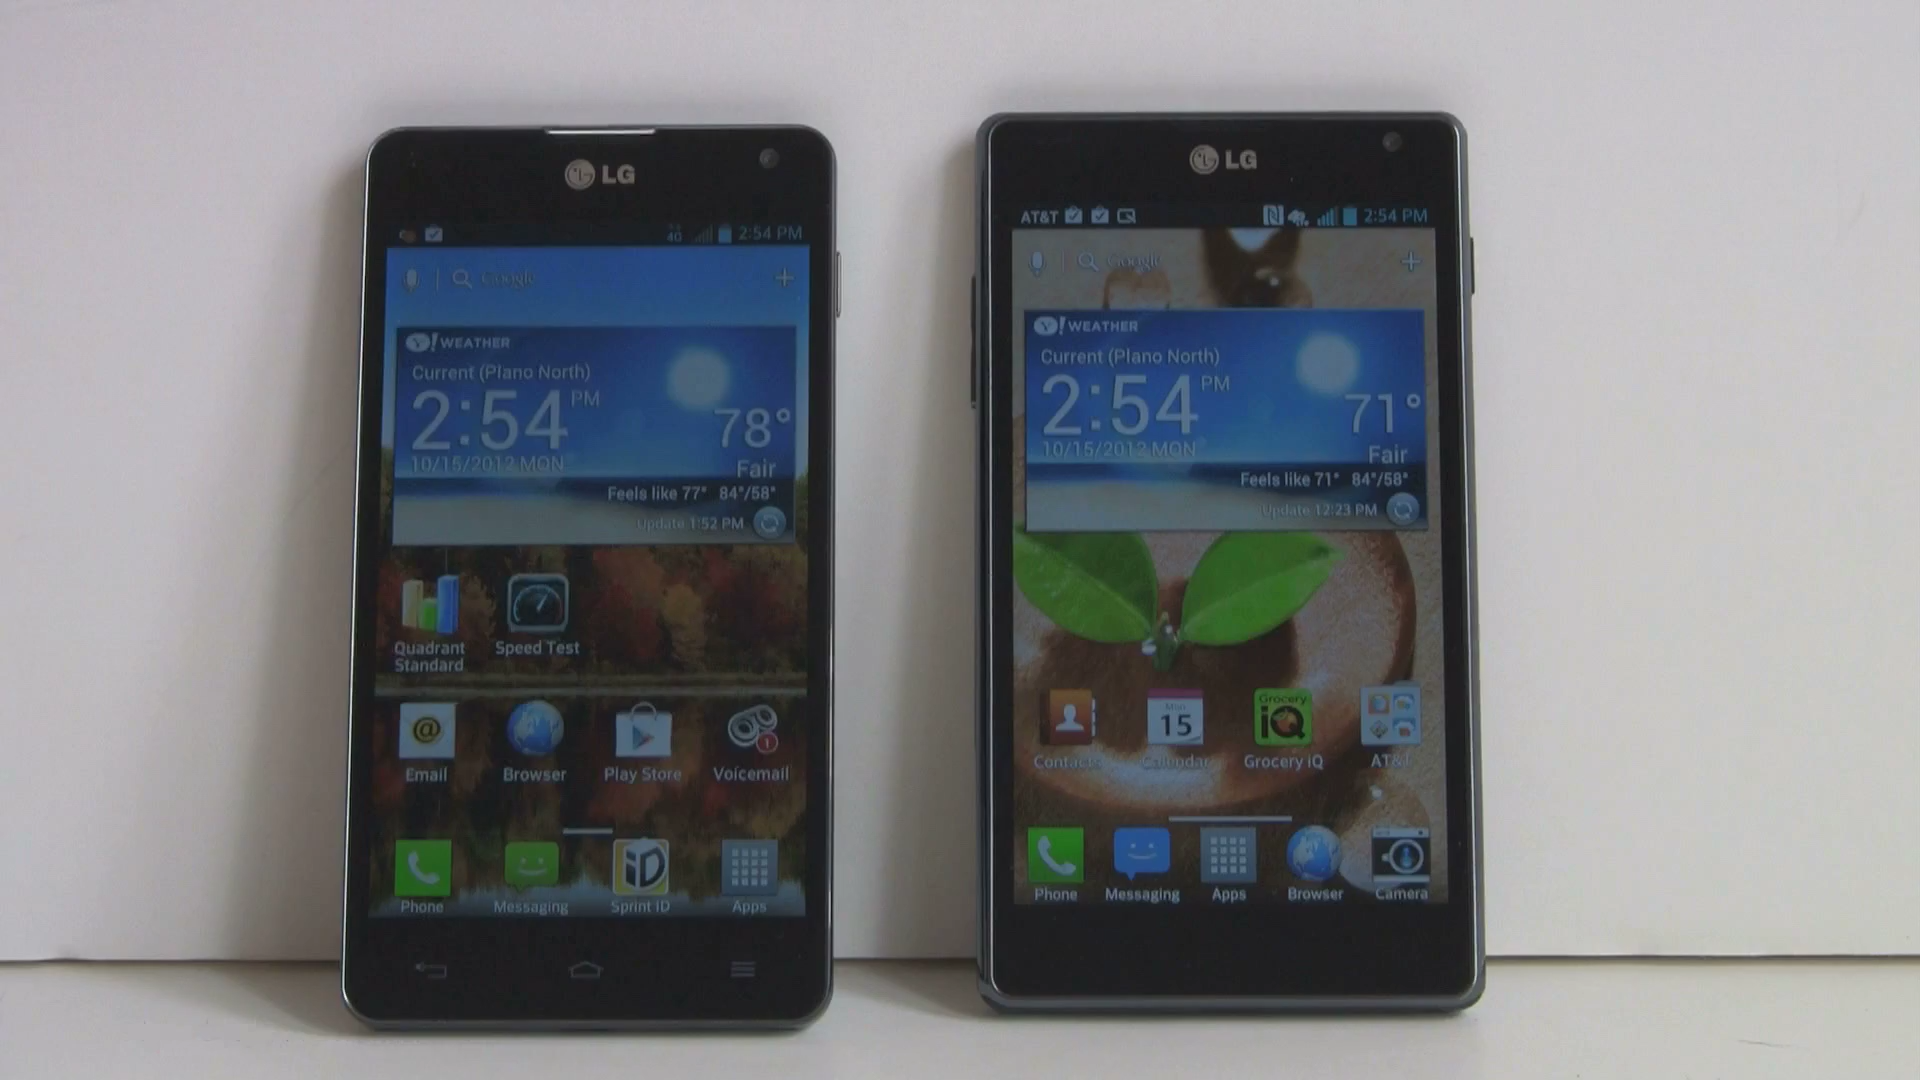 LG
4G 2:54 PM
Google
Y! WEATHER
Current (Plano North)
2:54 PM
78°
10/15/2012 MON
Fair
Feels like 77° 84°/58°
Update 1:52 PM
Quadrant Standard
Speed Test
Email Browser Play Store Voicemail
iD
Phone Messaging Sprint ID Apps
LG
AT&T 2:54 PM
Google
Y! WEATHER
Current (Plano North)
2:54 PM
71°
10/15/2012 MON
Fair
Feels like 71° 84°/58°
Update 12:23 PM
Mon
15
Grocery
iQ
Contacts Calendar Grocery iQ AT&T
Phone Messaging Apps Browser Camera